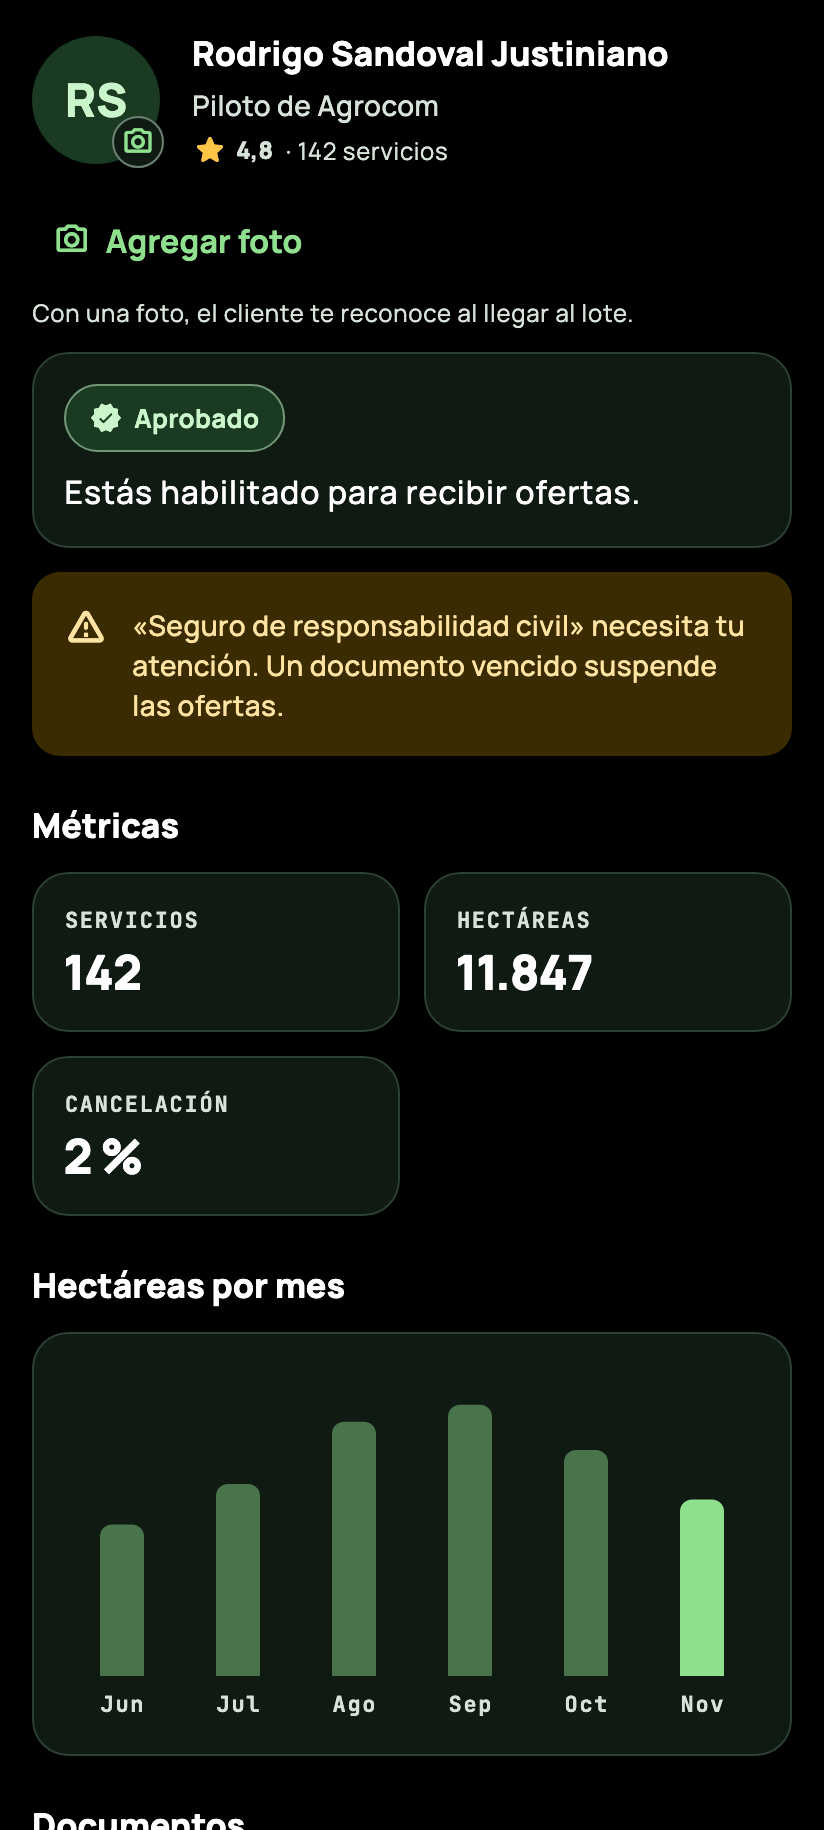 RS
Rodrigo Sandoval Justiniano
Piloto de Agrocom
4,8 · 142 servicios
Agregar foto
Con una foto, el cliente te reconoce al llegar al lote.
Aprobado
Estás habilitado para recibir ofertas.
«Seguro de responsabilidad civil» necesita tu
atención. Un documento vencido suspende
las ofertas.
Métricas
SERVICIOS
142
HECTÁREAS
11.847
CANCELACIÓN
2 %
Hectáreas por mes
Jun Jul Ago Sep Oct Nov
Documentos